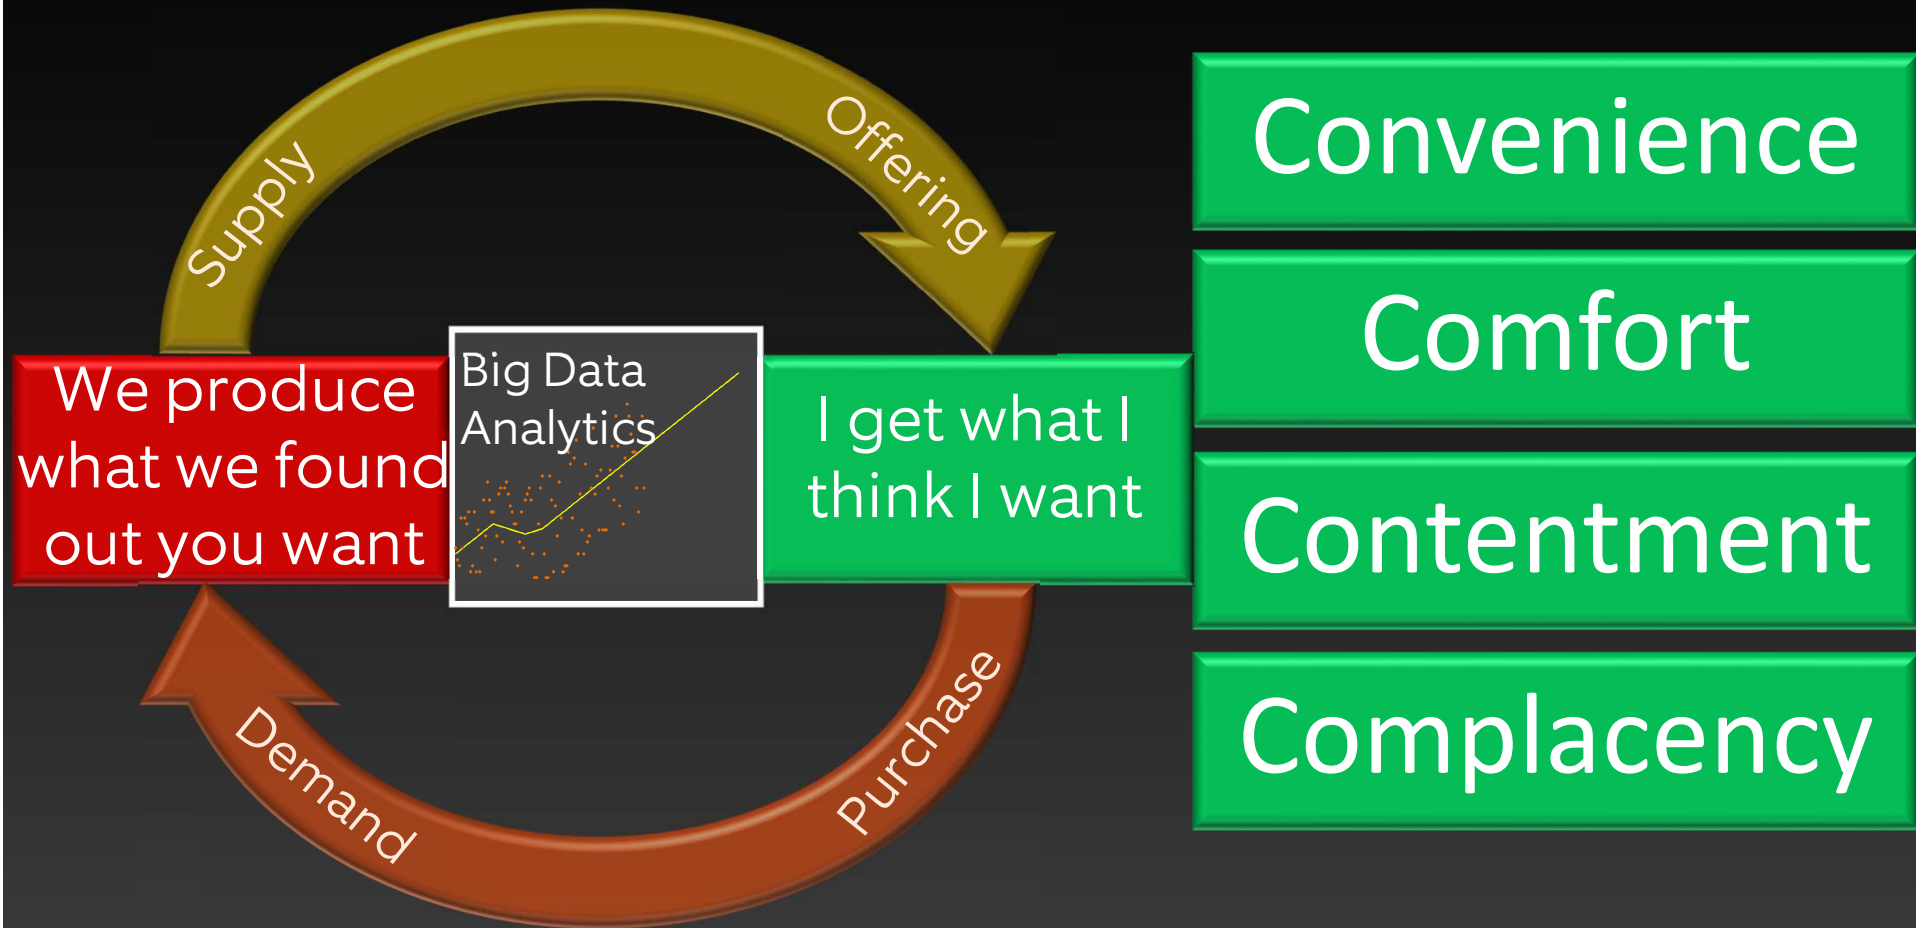 Supply
Offering
We produce
what we found
out you want
Big Data
Analytics
I get what I
think I want
Demand
Purchase
Convenience
Comfort
Contentment
Complacency